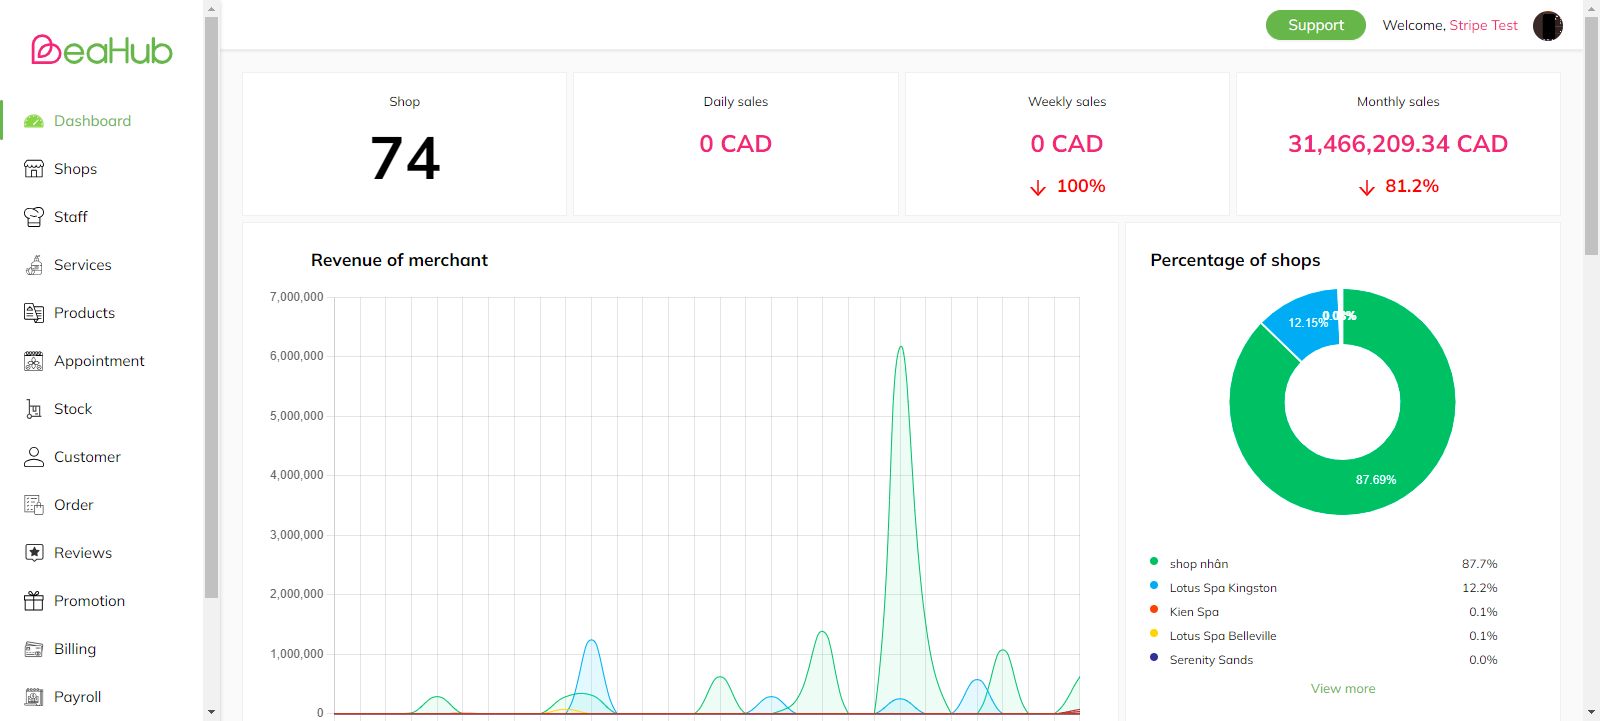 BeaHub
Support
Welcome, Stripe Test
Dashboard
Shops
Staff
Services
Products
Appointment
Stock
Customer
Order
Reviews
Promotion
Billing
Payroll
Shop
74
Daily sales
0 CAD
Weekly sales
0 CAD
100%
Monthly sales
31,466,209.34 CAD
81.2%
Revenue of merchant
7,000,000
6,000,000
5,000,000
4,000,000
3,000,000
2,000,000
1,000,000
0
Percentage of shops
12.15%
87.69%
shop nhân 87.7%
Lotus Spa Kingston 12.2%
Kien Spa 0.1%
Lotus Spa Belleville 0.1%
Serenity Sands 0.0%
View more